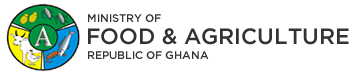 A
MINISTRY OF
FOOD & AGRICULTURE
REPUBLIC OF GHANA